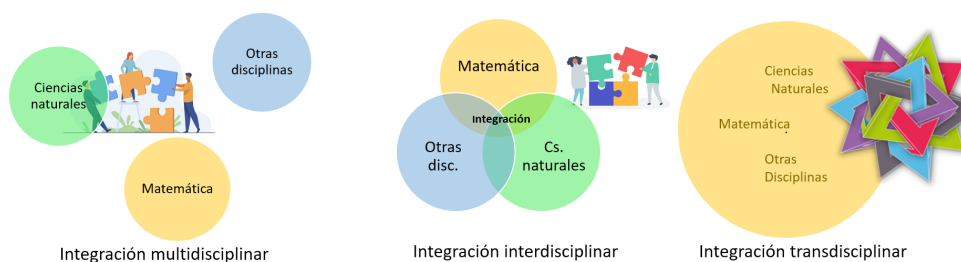 Ciencias
naturales
Otras
disciplinas
Matemática
Integración multidisciplinar
Matemática
Integración
Otras
disc.
Cs.
naturales
Integración interdisciplinar
Ciencias
Naturales
Matemática
Otras
Disciplinas
Integración transdisciplinar